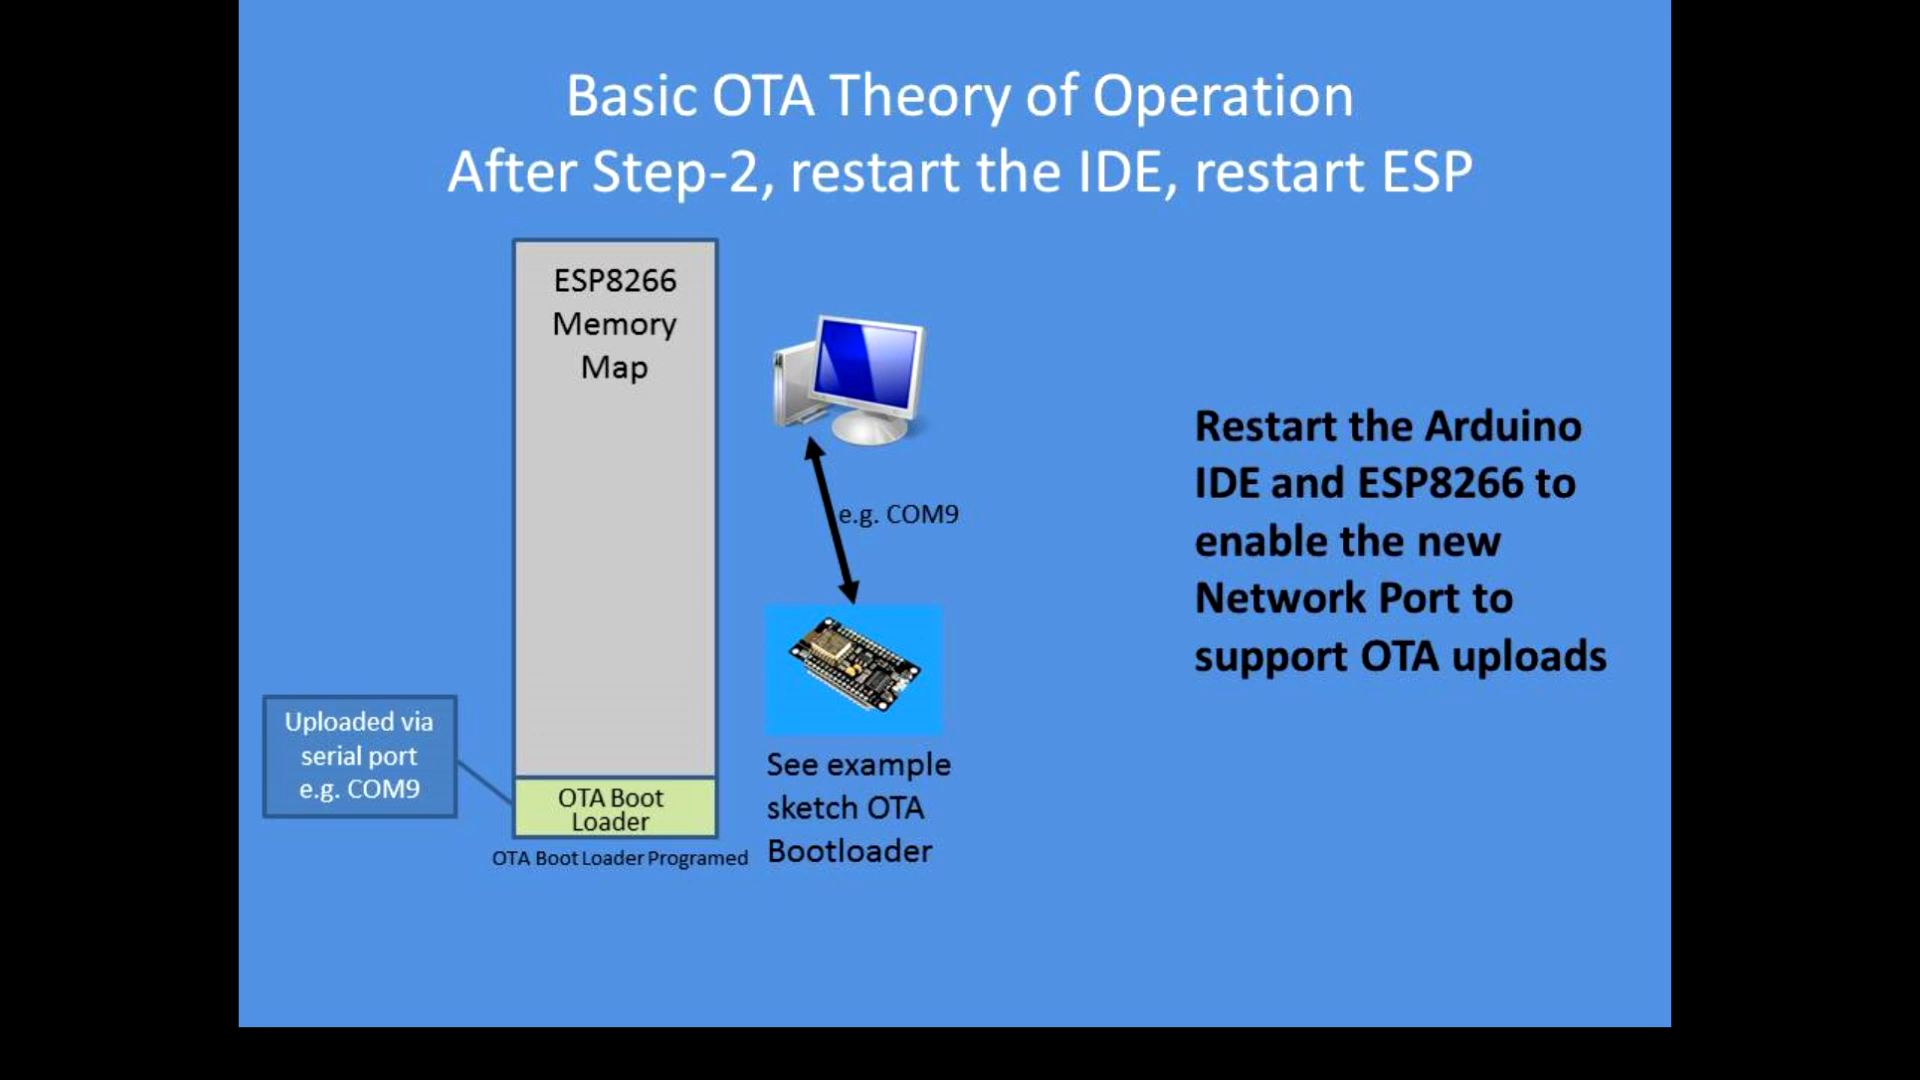 Basic OTA Theory of Operation
After Step-2, restart the IDE, restart ESP
ESP8266
Memory
Map
e.g. COM9
Restart the Arduino
IDE and ESP8266 to
enable the new
Network Port to
support OTA uploads
Uploaded via
serial port
e.g. COM9
OTA Boot
Loader
OTA Boot Loader Programed
See example
sketch OTA
Bootloader